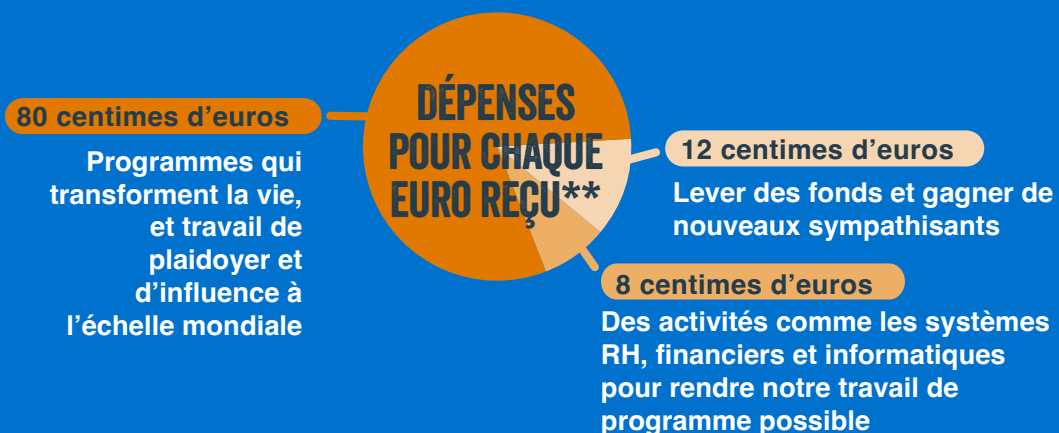 DÉPENSES
POUR CHAQUE
EURO REÇU**
80 centimes d'euros
Programmes qui
transforment la vie,
et travail de
plaidoyer et
d'influence à
l'échelle mondiale
12 centimes d'euros
Lever des fonds et gagner de
nouveaux sympathisants
8 centimes d'euros
Des activités comme les systèmes
RH, financiers et informatiques
pour rendre notre travail de
programme possible